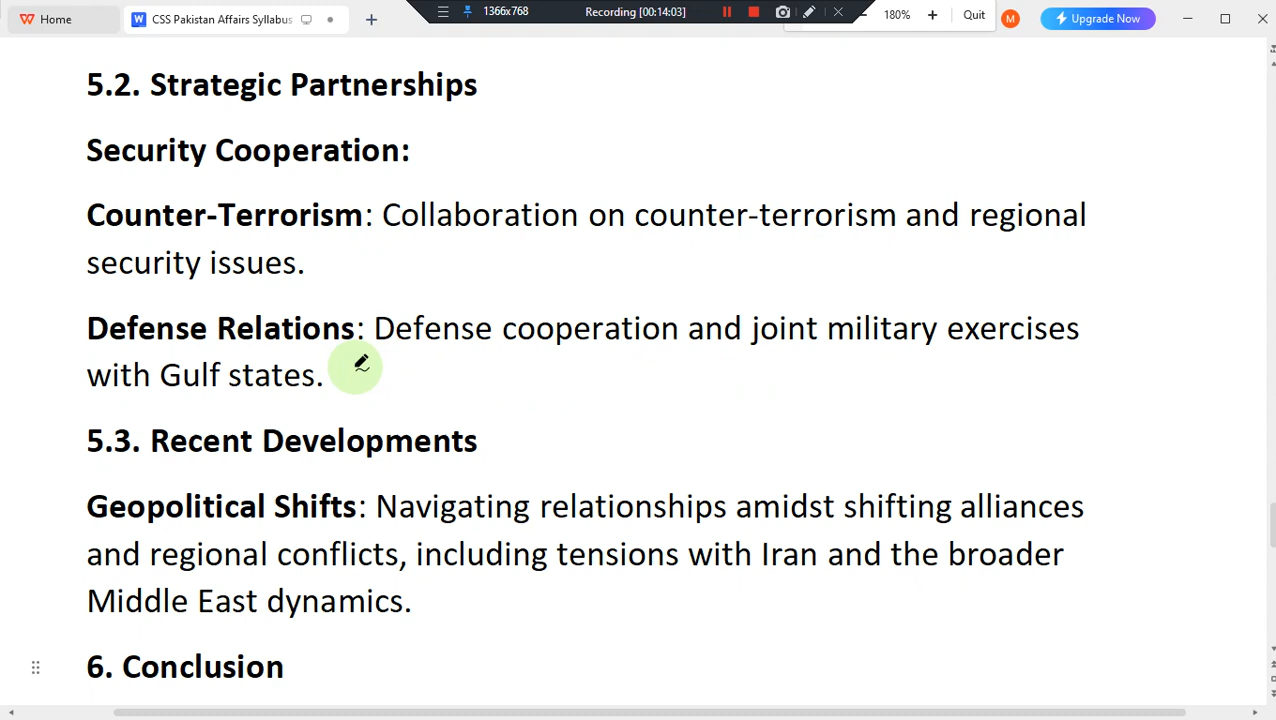 Home
CSS Pakistan Affairs Syllabus
1366x768
Recording [00:14:03]
180%
Quit
M
Upgrade Now
5.2. Strategic Partnerships
Security Cooperation:
Counter-Terrorism: Collaboration on counter-terrorism and regional
security issues.
Defense Relations: Defense cooperation and joint military exercises
with Gulf states.
5.3. Recent Developments
Geopolitical Shifts: Navigating relationships amidst shifting alliances
and regional conflicts, including tensions with Iran and the broader
Middle East dynamics.
6. Conclusion